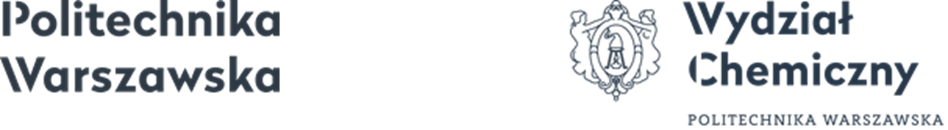 Politechnika
Warszawska
Wydział
Chemiczny
POLITECHNIKA WARSZAWSKA